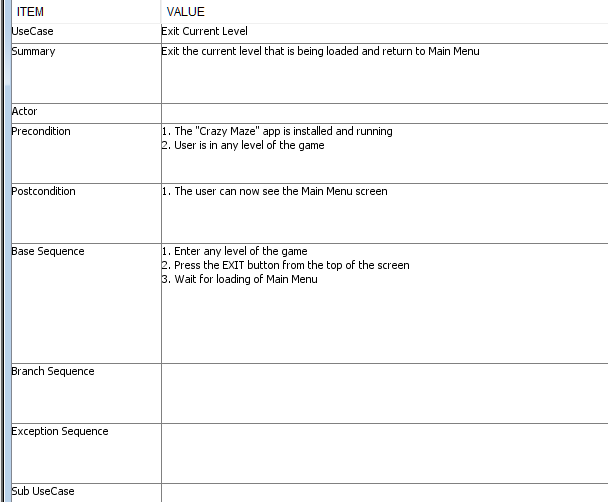 ITEM VALUE
UseCase Exit Current Level
Summary Exit the current level that is being loaded and return to Main Menu
Actor
Precondition 1. The "Crazy Maze" app is installed and running
2. User is in any level of the game
Postcondition 1. The user can now see the Main Menu screen
Base Sequence 1. Enter any level of the game
2. Press the EXIT button from the top of the screen
3. Wait for loading of Main Menu
Branch Sequence
Exception Sequence
Sub UseCase